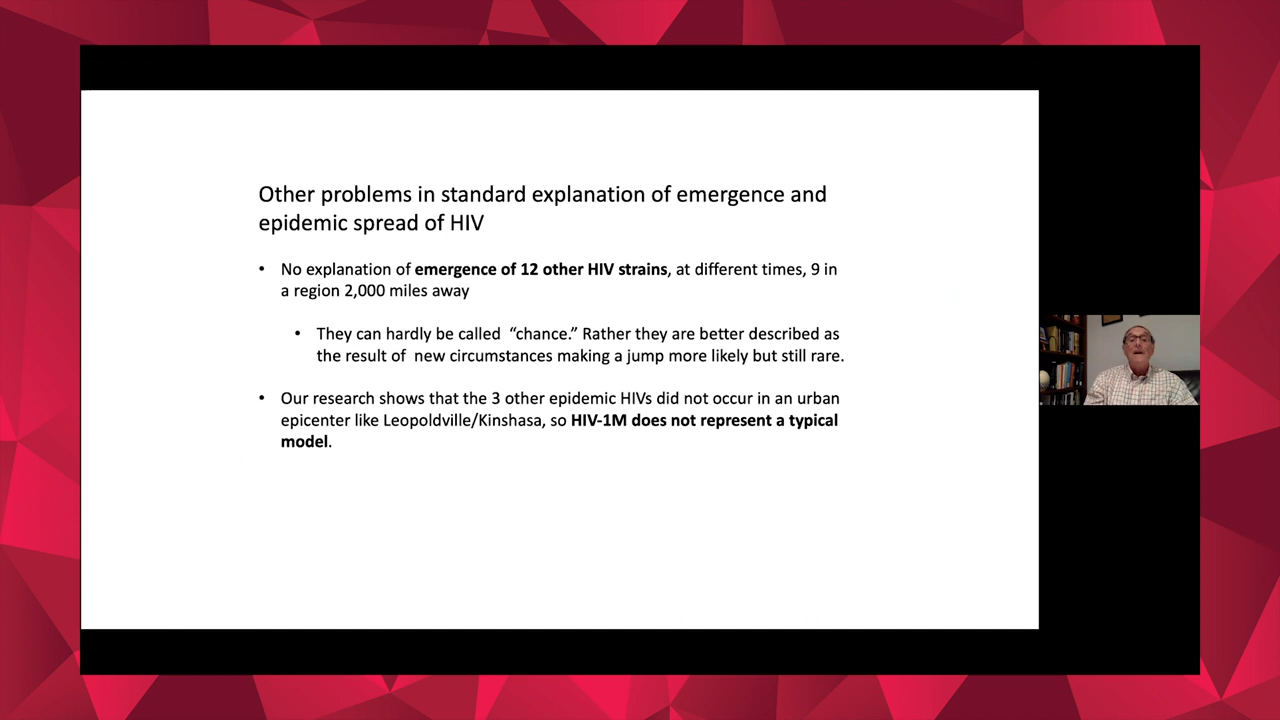 Other problems in standard explanation of emergence and
epidemic spread of HIV
• No explanation of emergence of 12 other HIV strains, at different times, 9 in
a region 2,000 miles away
• They can hardly be called “chance.” Rather they are better described as
the result of new circumstances making a jump more likely but still rare.
• Our research shows that the 3 other epidemic HIVs did not occur in an urban
epicenter like Leopoldville/Kinshasa, so HIV-1M does not represent a typical
model.